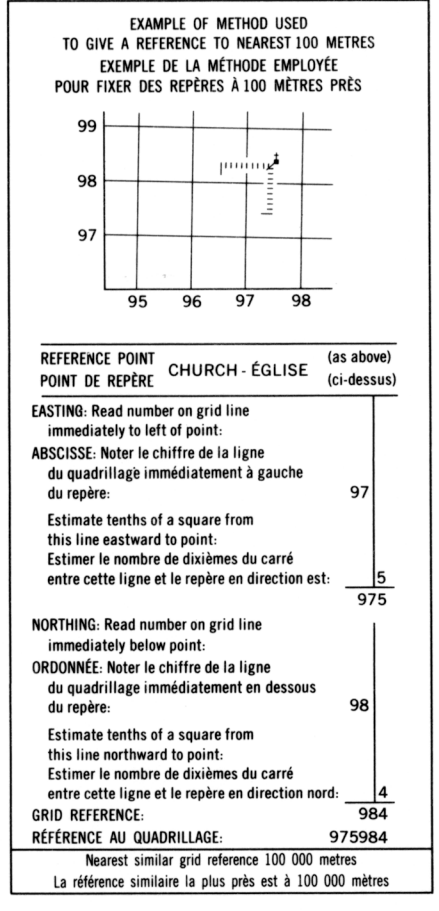 EXAMPLE OF METHOD USED
TO GIVE A REFERENCE TO NEAREST 100 METRES
EXEMPLE DE LA MÉTHODE EMPLOYÉE
POUR FIXER DES REPÈRES À 100 MÈTRES PRÈS
99
98
97
95 96 97 98
REFERENCE POINT
POINT DE REPÈRE
CHURCH - ÉGLISE
(as above)
(ci-dessus)
EASTING: Read number on grid line
immediately to left of point:
ABSCISSE: Noter le chiffre de la ligne
du quadrillage immédiatement à gauche
du repère: 97
Estimate tenths of a square from
this line eastward to point:
Estimer le nombre de dixièmes du carré
entre cette ligne et le repère en direction est: 5
975
NORTHING: Read number on grid line
immediately below point:
ORDONNÉE: Noter le chiffre de la ligne
du quadrillage immédiatement en dessous
du repère: 98
Estimate tenths of a square from
this line northward to point:
Estimer le nombre de dixièmes du carré
entre cette ligne et le repère en direction nord: 4
GRID REFERENCE: 984
RÉFÉRENCE AU QUADRILLAGE: 975984
Nearest similar grid reference 100 000 metres
La référence similaire la plus près est à 100 000 mètres